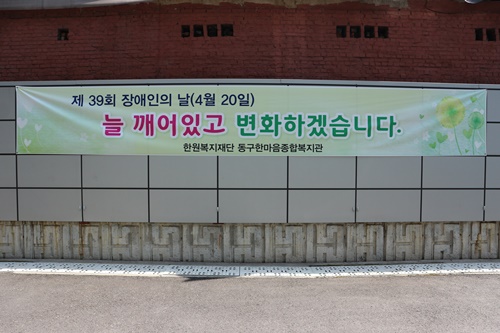 제 39회 장애인의 날(4월 20일)
늘 깨어있고 변화하겠습니다.
한원복지재단 동구한마음종합복지관